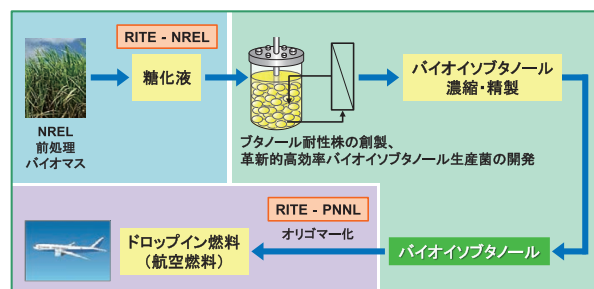 RITE - NREL
糖化液
NREL
前処理
バイオマス
ブタノール耐性株の創製、
革新的高効率バイオイソブタノール生産菌の開発
バイオイソブタノール
濃縮・精製
バイオイソブタノール
RITE - PNNL
オリゴマー化
ドロップイン燃料
（航空燃料）